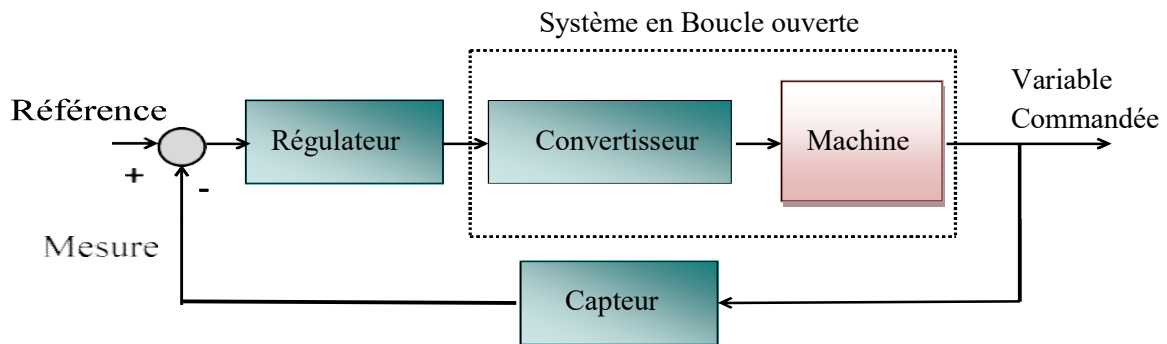 Système en Boucle ouverte
Variable
Commandée
Référence
Régulateur
Convertisseur
Machine
+
-
Mesure
Capteur